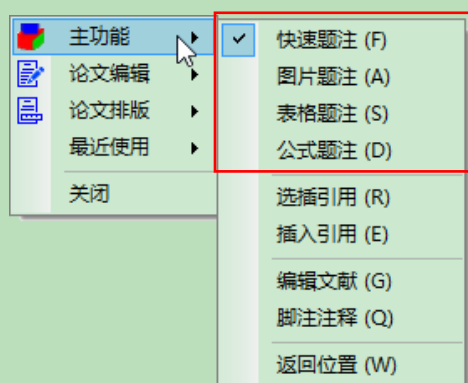 主功能
论文编辑
论文排版
最近使用
关闭
快速题注 (F)
图片题注 (A)
表格题注 (S)
公式题注 (D)
选插引用 (R)
插入引用 (E)
编辑文献 (G)
脚注注释 (Q)
返回位置 (W)